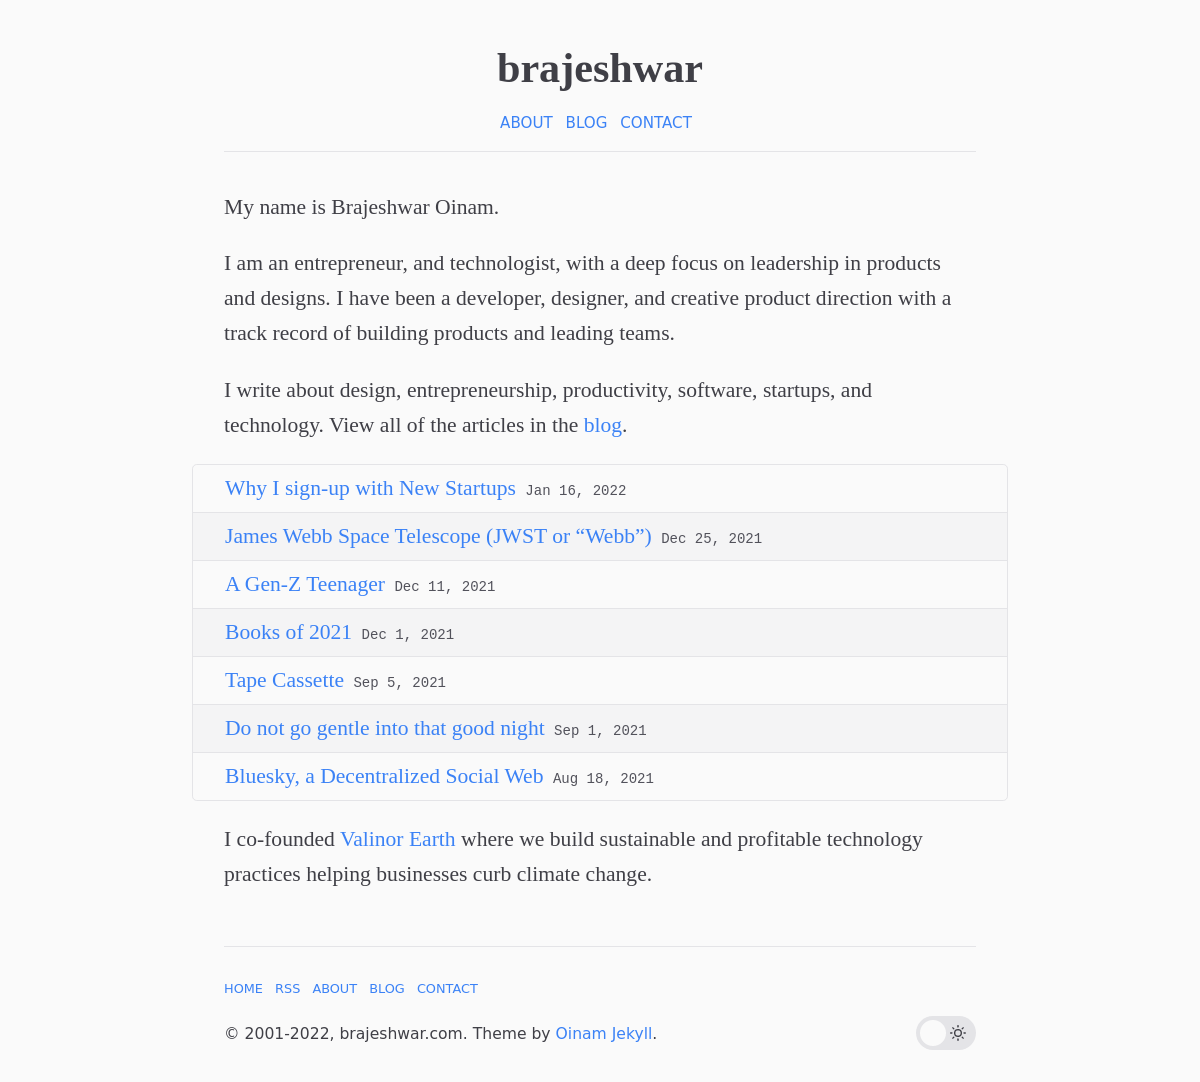 brajeshwar
ABOUT BLOG CONTACT
My name is Brajeshwar Oinam.
I am an entrepreneur, and technologist, with a deep focus on leadership in products
and designs. I have been a developer, designer, and creative product direction with a
track record of building products and leading teams.
I write about design, entrepreneurship, productivity, software, startups, and
technology. View all of the articles in the blog.
Why I sign-up with New Startups Jan 16, 2022
James Webb Space Telescope (JWST or “Webb”) Dec 25, 2021
A Gen-Z Teenager Dec 11, 2021
Books of 2021 Dec 1, 2021
Tape Cassette Sep 5, 2021
Do not go gentle into that good night Sep 1, 2021
Bluesky, a Decentralized Social Web Aug 18, 2021
I co-founded Valinor Earth where we build sustainable and profitable technology
practices helping businesses curb climate change.
HOME RSS ABOUT BLOG CONTACT
© 2001-2022, brajeshwar.com. Theme by Oinam Jekyll.